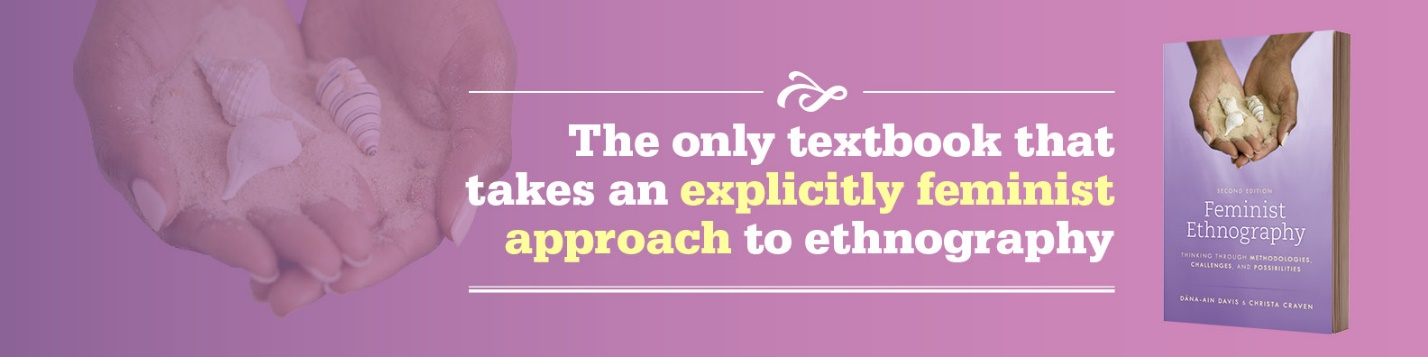 The only textbook that
takes an explicitly feminist
approach to ethnography
SECOND EDITION
Feminist
Ethnography
THINKING THROUGH METHODOLOGIES,
CHALLENGES, AND POSSIBILITIES
DÁNA-AIN DAVIS & CHRISTA CRAVEN